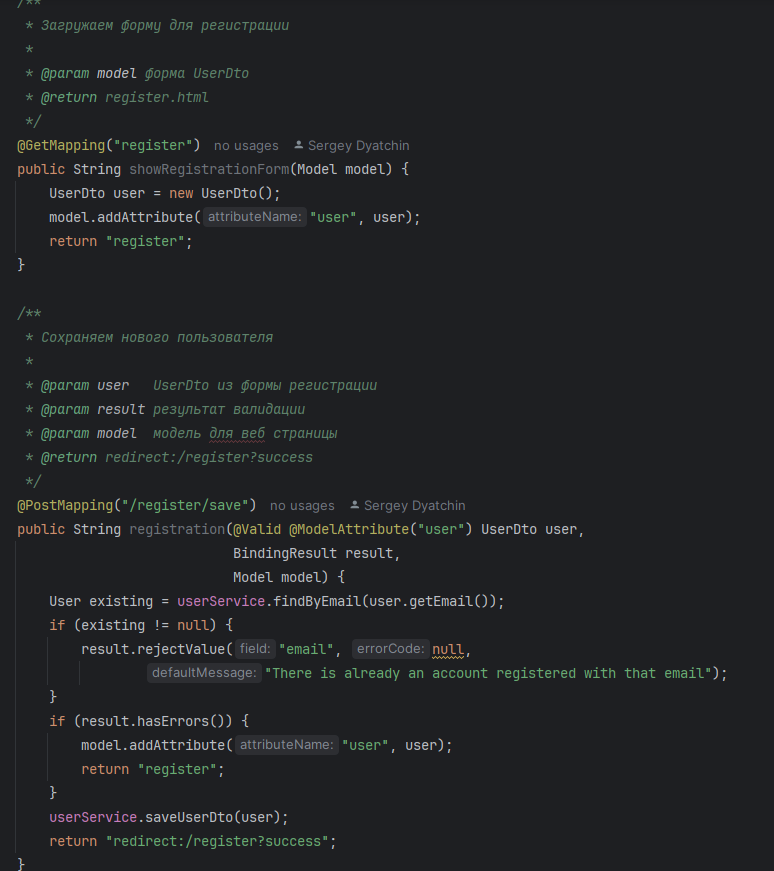 /**
 * Загружаем форму для регистрации
 *
 * @param model форма UserDto
 * @return register.html
 */
@GetMapping("register") no usages Sergey Dyatchin
public String showRegistrationForm(Model model) {
    UserDto user = new UserDto();
    model.addAttribute( attributeName: "user", user);
    return "register";
}
/**
 * Сохраняем нового пользователя
 *
 * @param user   UserDto из формы регистрации
 * @param result результат валидации
 * @param model  модель для веб страницы
 * @return redirect:/register?success
 */
@PostMapping("/register/save") no usages Sergey Dyatchin
public String registration(@Valid @ModelAttribute("user") UserDto user,
                           BindingResult result,
                           Model model) {
    User existing = userService.findByEmail(user.getEmail());
    if (existing != null) {
        result.rejectValue( field: "email", errorCode: null,
                defaultMessage: "There is already an account registered with that email");
    }
    if (result.hasErrors()) {
        model.addAttribute( attributeName: "user", user);
        return "register";
    }
    userService.saveUserDto(user);
    return "redirect:/register?success";
}